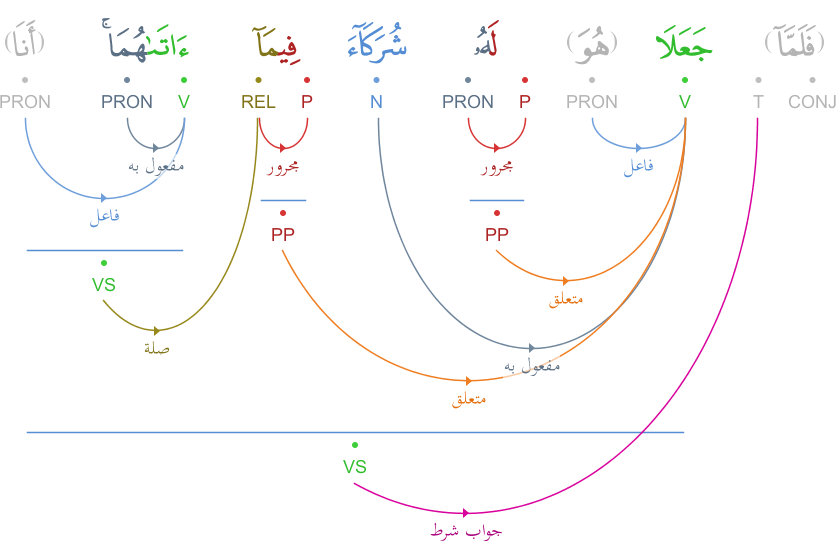 (فَلَمَّآ) جَعَلَا (هُوَ) لَهُۥ شُرَكَآءَ فِيمَآ ءَاتَىٰهُمَا ۚ (أَنَا)
CONJ T V PRON P PRON N P REL V PRON PRON
فاعل مجرور مجرور مفعول به
فاعل
PP PP
VS
متعلق
صلة
مفعول به
متعلق
VS
جواب شرط